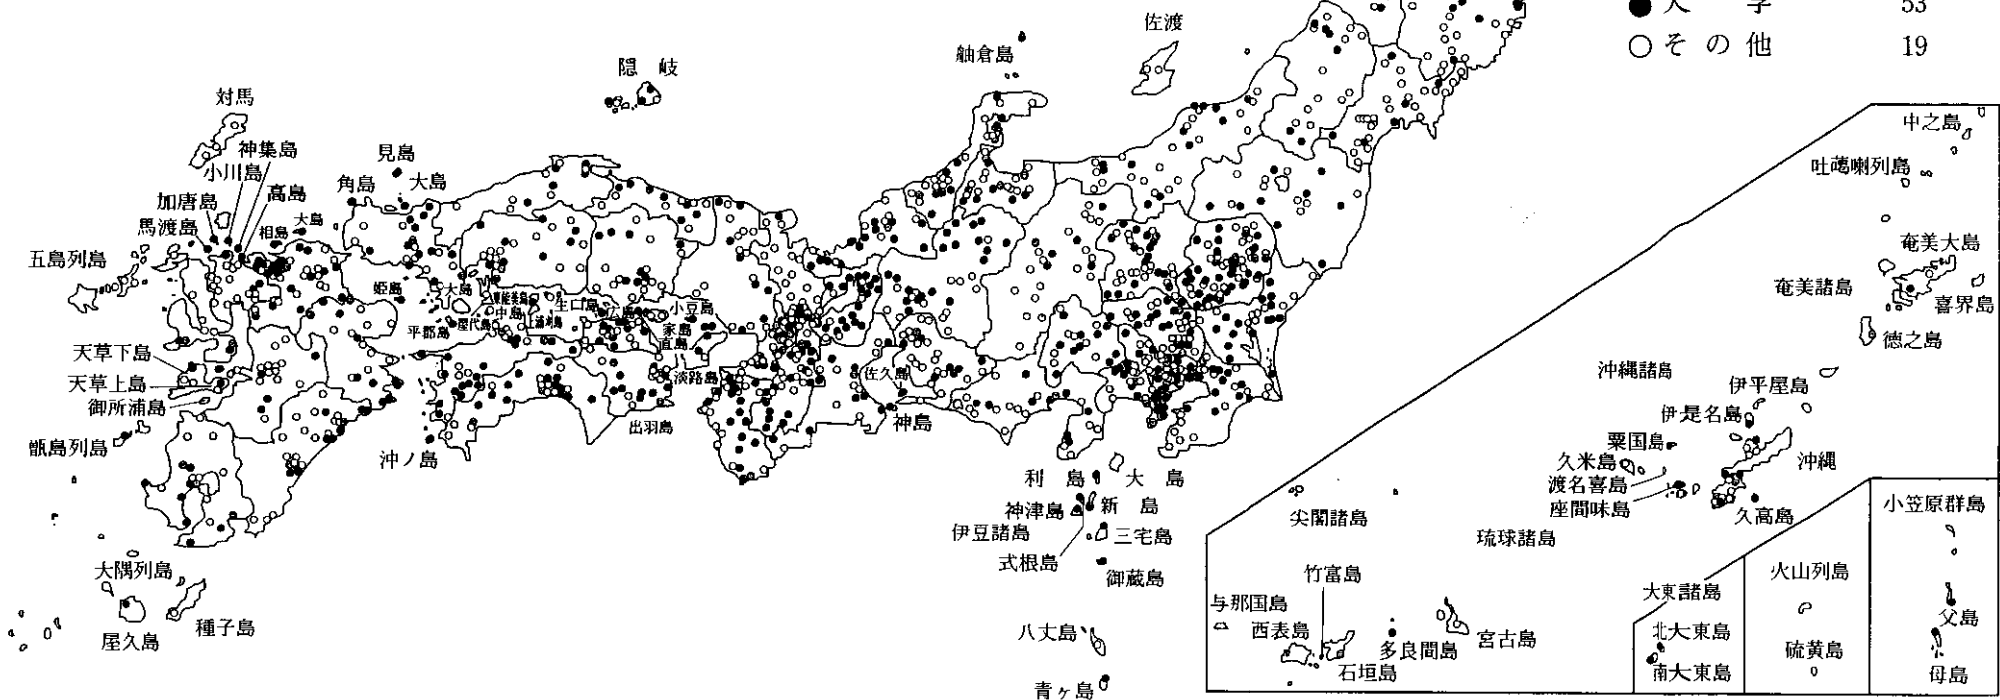 53
○ その他 19
佐渡
舳倉島
隠岐
対馬
神集島
小川島
見島
角島
大島
高島
加唐島
大島
馬渡島
相島
五島列島
姫島
大島
東能美島
生口島
広島
小豆島
中島
屋代島
上蒲刈島
平郡島
家島
直島
淡路島
佐久島
天草下島
天草上島
御所浦島
神島
出羽島
甑島列島
沖ノ島
利島
大島
神津島
新島
伊豆諸島
三宅島
式根島
御蔵島
大隅列島
種子島
屋久島
八丈島
青ヶ島
中之島
吐噶喇列島
奄美大島
奄美諸島
喜界島
徳之島
沖縄諸島
伊平屋島
伊是名島
粟国島
久米島
沖縄
渡名喜島
座間味島
久高島
尖閣諸島
琉球諸島
小笠原群島
竹富島
火山列島
大東諸島
与那国島
西表島
父島
宮古島
北大東島
多良間島
硫黄島
石垣島
南大東島
母島